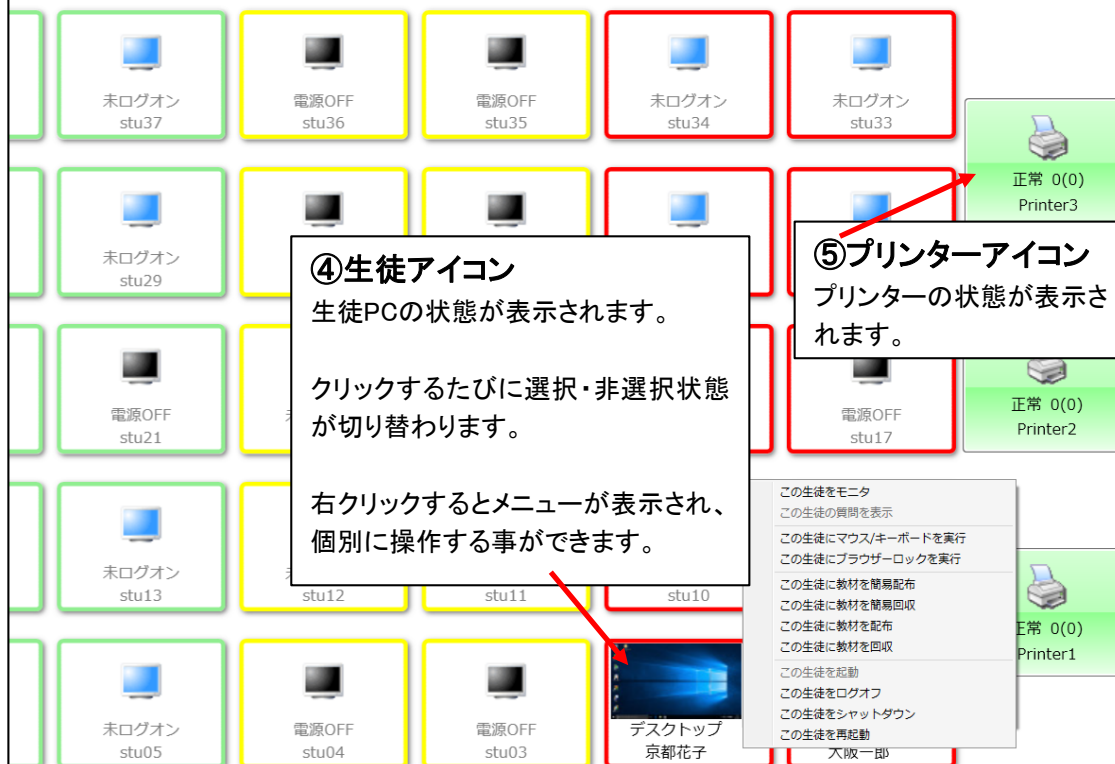 未ログオン
stu37
電源OFF
stu36
電源OFF
stu35
未ログオン
stu34
未ログオン
stu33
正常 0(0)
Printer3
未ログオン
stu29
④生徒アイコン
生徒PCの状態が表示されます。
クリックするたびに選択・非選択状態
が切り替わります。
右クリックするとメニューが表示され、
個別に操作する事ができます。
⑤プリンターアイコン
プリンターの状態が表示さ
れます。
電源OFF
stu21
電源OFF
stu17
正常 0(0)
Printer2
この生徒をモニタ
この生徒の質問を表示
この生徒にマウス/キーボードを実行
この生徒にブラウザーロックを実行
この生徒に教材を簡易配布
この生徒に教材を簡易回収
この生徒に教材を配布
この生徒に教材を回収
この生徒を起動
この生徒をログオフ
この生徒をシャットダウン
この生徒を再起動
未ログオン
stu13
stu12
stu11
stu10
正常 0(0)
Printer1
未ログオン
stu05
電源OFF
stu04
電源OFF
stu03
デスクトップ
京都花子
大阪一郎